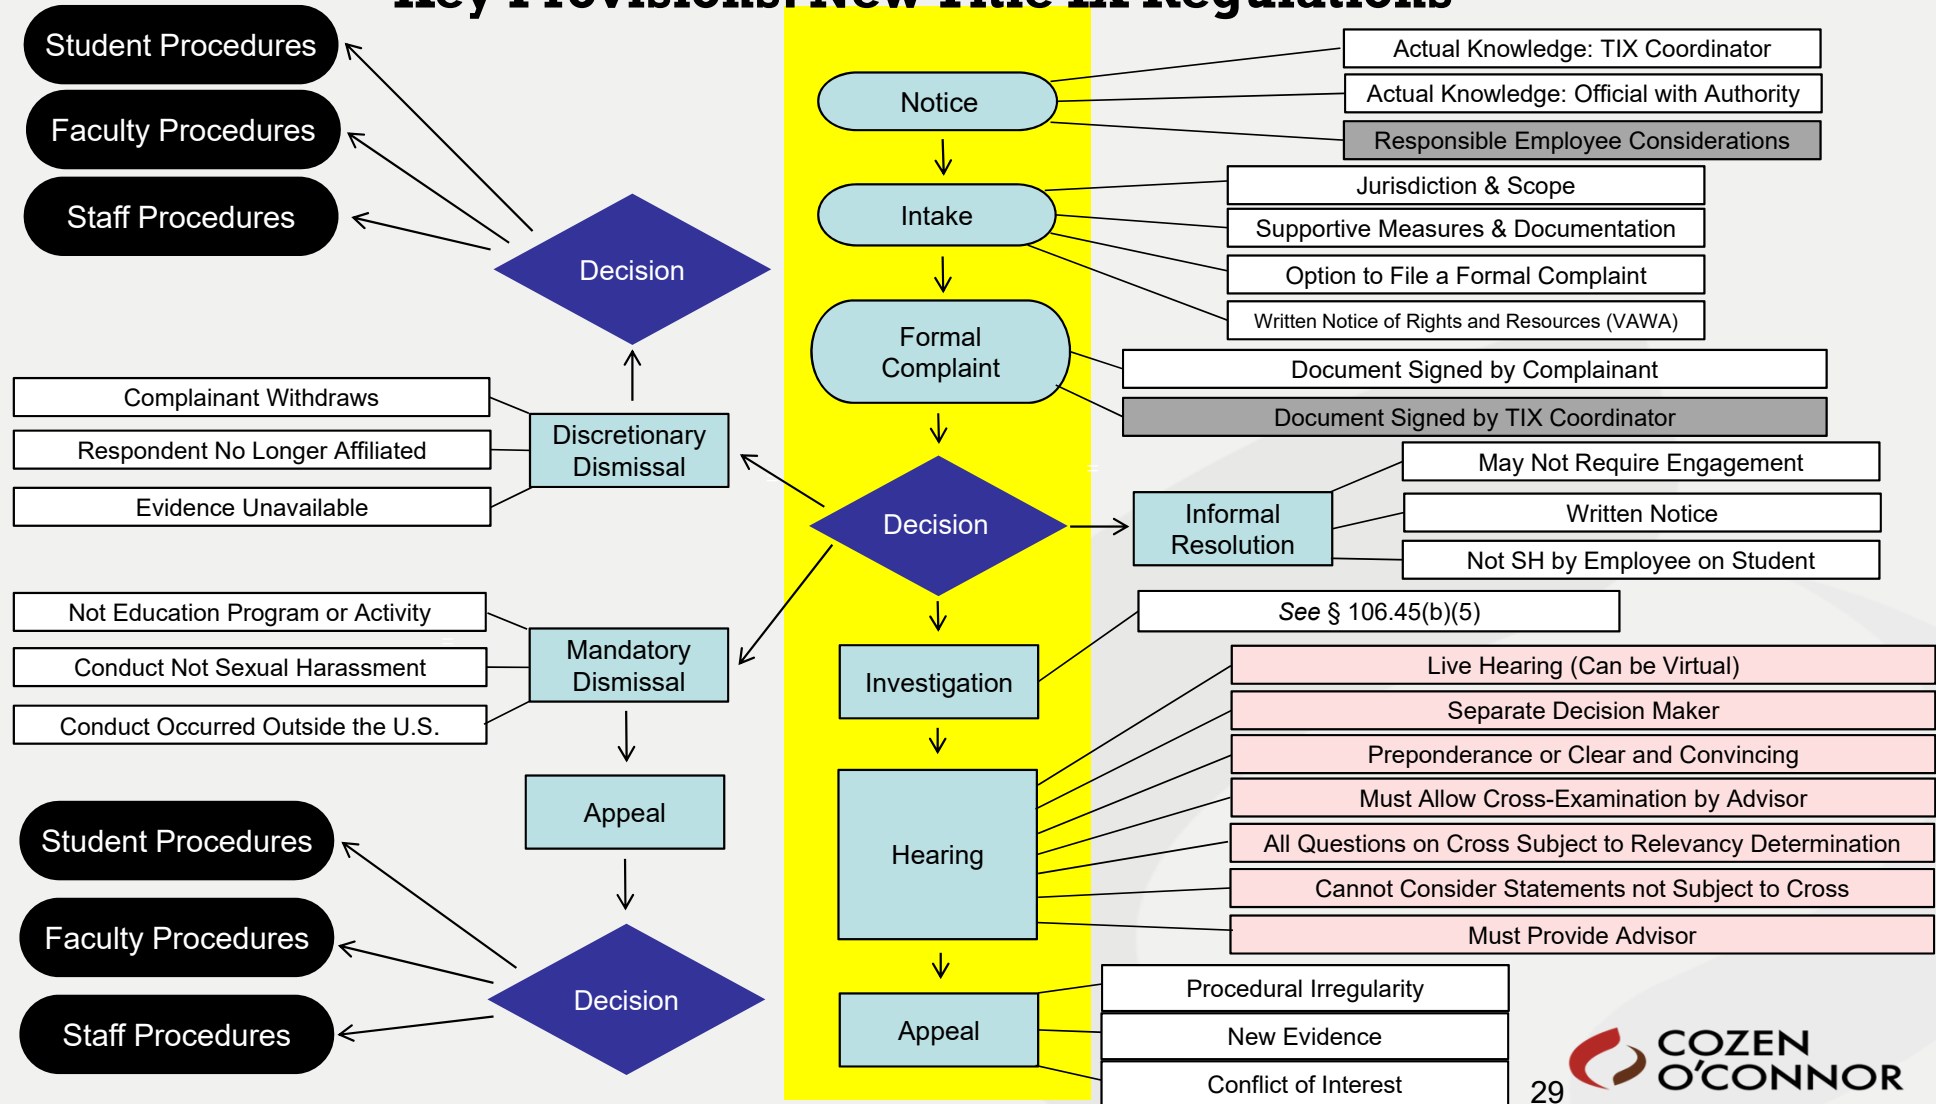 Key Provisions: New Title IX Regulations
Student Procedures
Faculty Procedures
Staff Procedures
Decision
Complainant Withdraws
Respondent No Longer Affiliated
Evidence Unavailable
Discretionary
Dismissal
Not Education Program or Activity
Conduct Not Sexual Harassment
Conduct Occurred Outside the U.S.
Mandatory
Dismissal
Appeal
Student Procedures
Faculty Procedures
Staff Procedures
Decision
Notice
Actual Knowledge: TIX Coordinator
Actual Knowledge: Official with Authority
Responsible Employee Considerations
Intake
Jurisdiction & Scope
Supportive Measures & Documentation
Option to File a Formal Complaint
Written Notice of Rights and Resources (VAWA)
Formal
Complaint
Document Signed by Complainant
Document Signed by TIX Coordinator
Decision
Informal
Resolution
May Not Require Engagement
Written Notice
Not SH by Employee on Student
Investigation
See § 106.45(b)(5)
Hearing
Live Hearing (Can be Virtual)
Separate Decision Maker
Preponderance or Clear and Convincing
Must Allow Cross-Examination by Advisor
All Questions on Cross Subject to Relevancy Determination
Cannot Consider Statements not Subject to Cross
Must Provide Advisor
Appeal
Procedural Irregularity
New Evidence
Conflict of Interest
29
COZEN
O'CONNOR